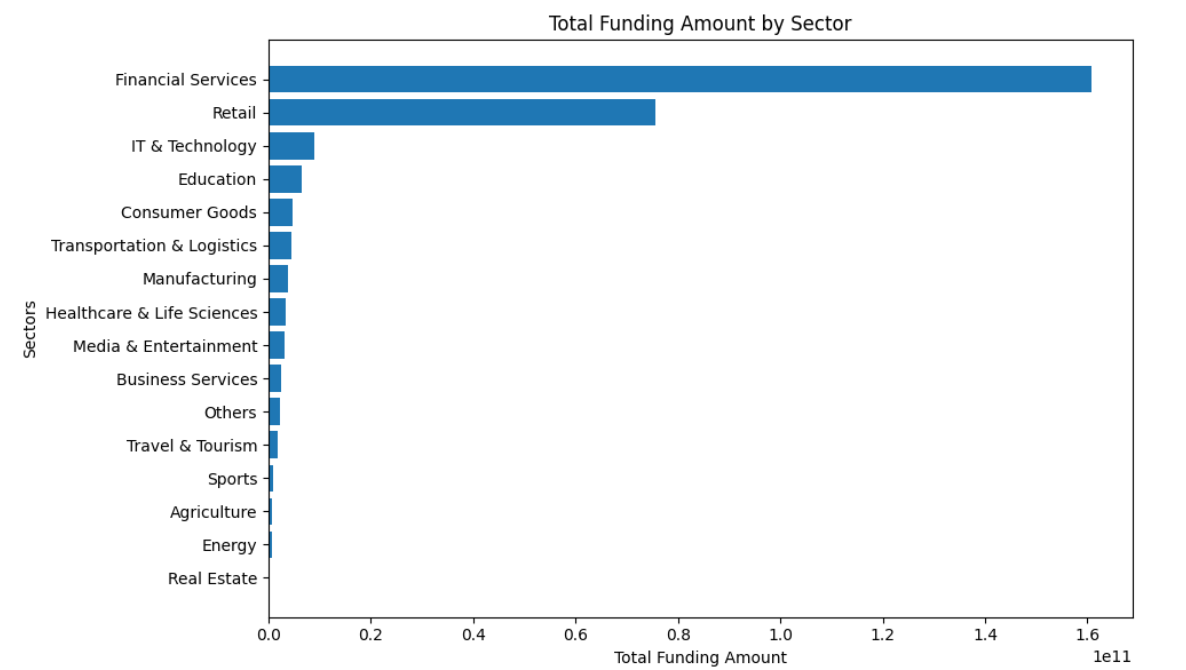 Total Funding Amount by Sector
Financial Services
Retail
IT & Technology
Education
Consumer Goods
Transportation & Logistics
Manufacturing
Healthcare & Life Sciences
Media & Entertainment
Business Services
Others
Travel & Tourism
Sports
Agriculture
Energy
Real Estate
Sectors
0.0 0.2 0.4 0.6 0.8 1.0 1.2 1.4 1.6
1e11
Total Funding Amount